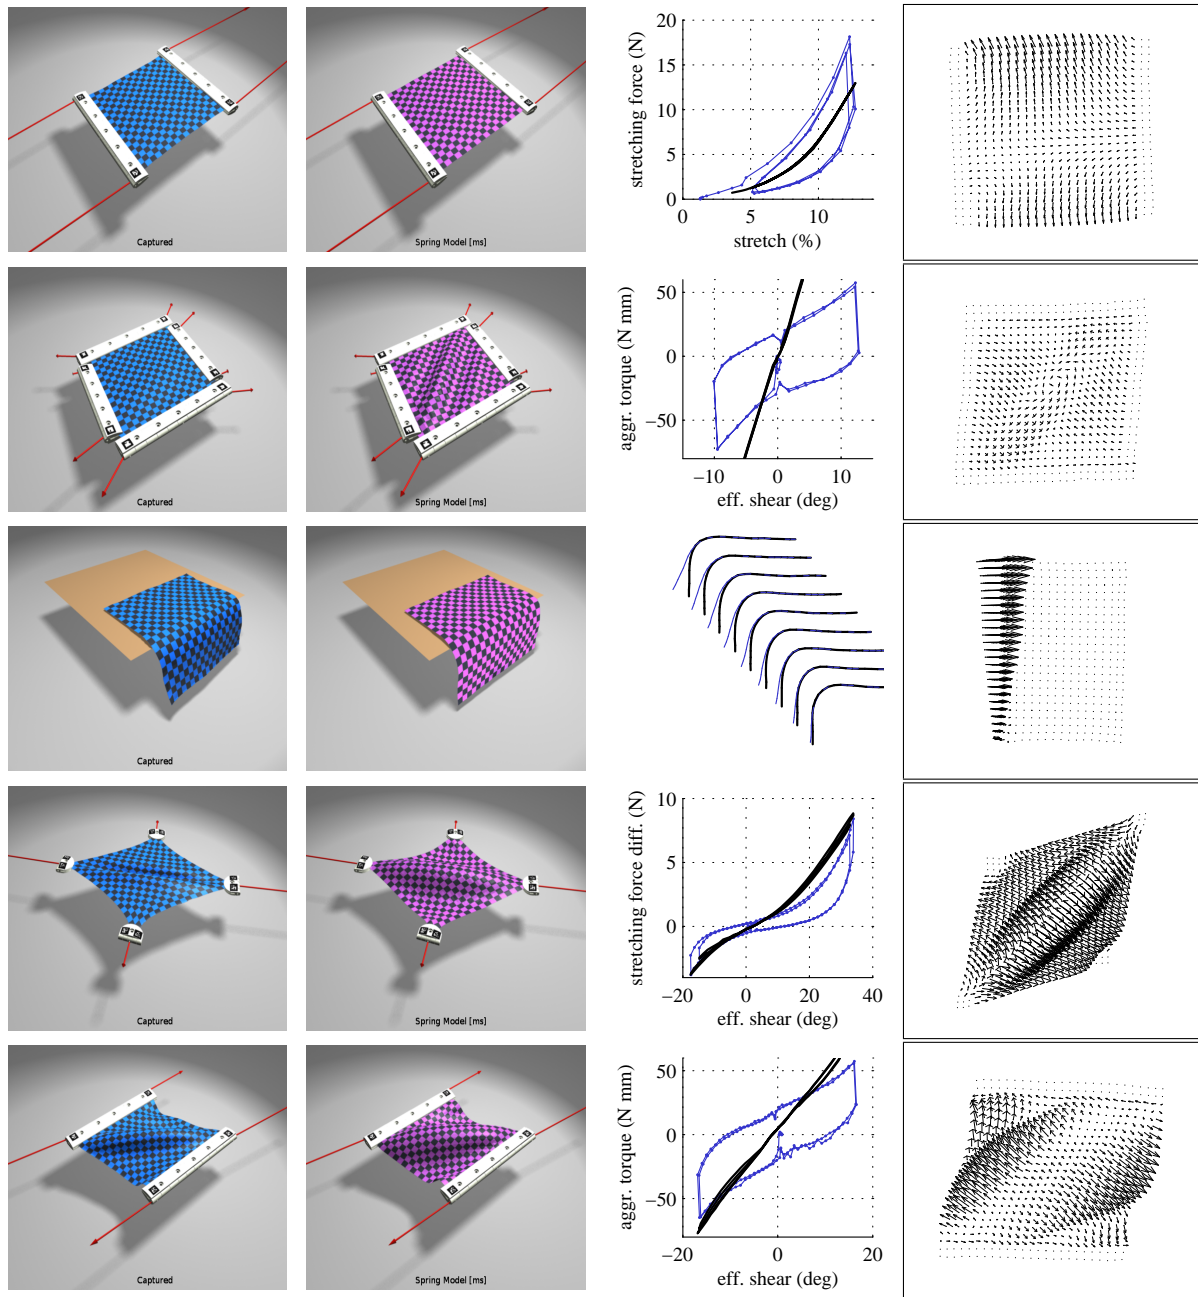 Captured
Spring Model [ms]
stretching force (N)
20
15
10
5
0
0 5 10
stretch (%)
Captured
Spring Model [ms]
aggr. torque (N mm)
50
0
−50
−10 0 10
eff. shear (deg)
Captured
Captured
Spring Model [ms]
stretching force diff. (N)
10
5
0
−20 0 20 40
eff. shear (deg)
Captured
Spring Model [ms]
aggr. torque (N mm)
50
0
−50
−20 0 20
eff. shear (deg)